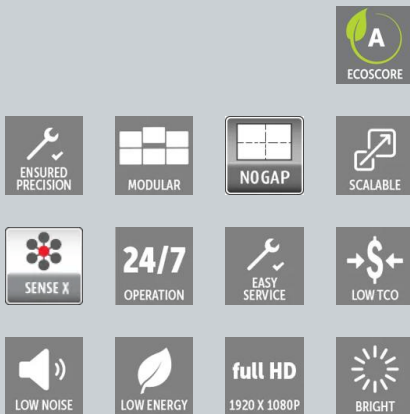 A
ECOSCORE
ENSURED
PRECISION
MODULAR
NO GAP
SCALABLE
SENSE X
24/7
OPERATION
EASY
SERVICE
$
LOW TCO
LOW NOISE
LOW ENERGY
full HD
1920 X 1080P
BRIGHT